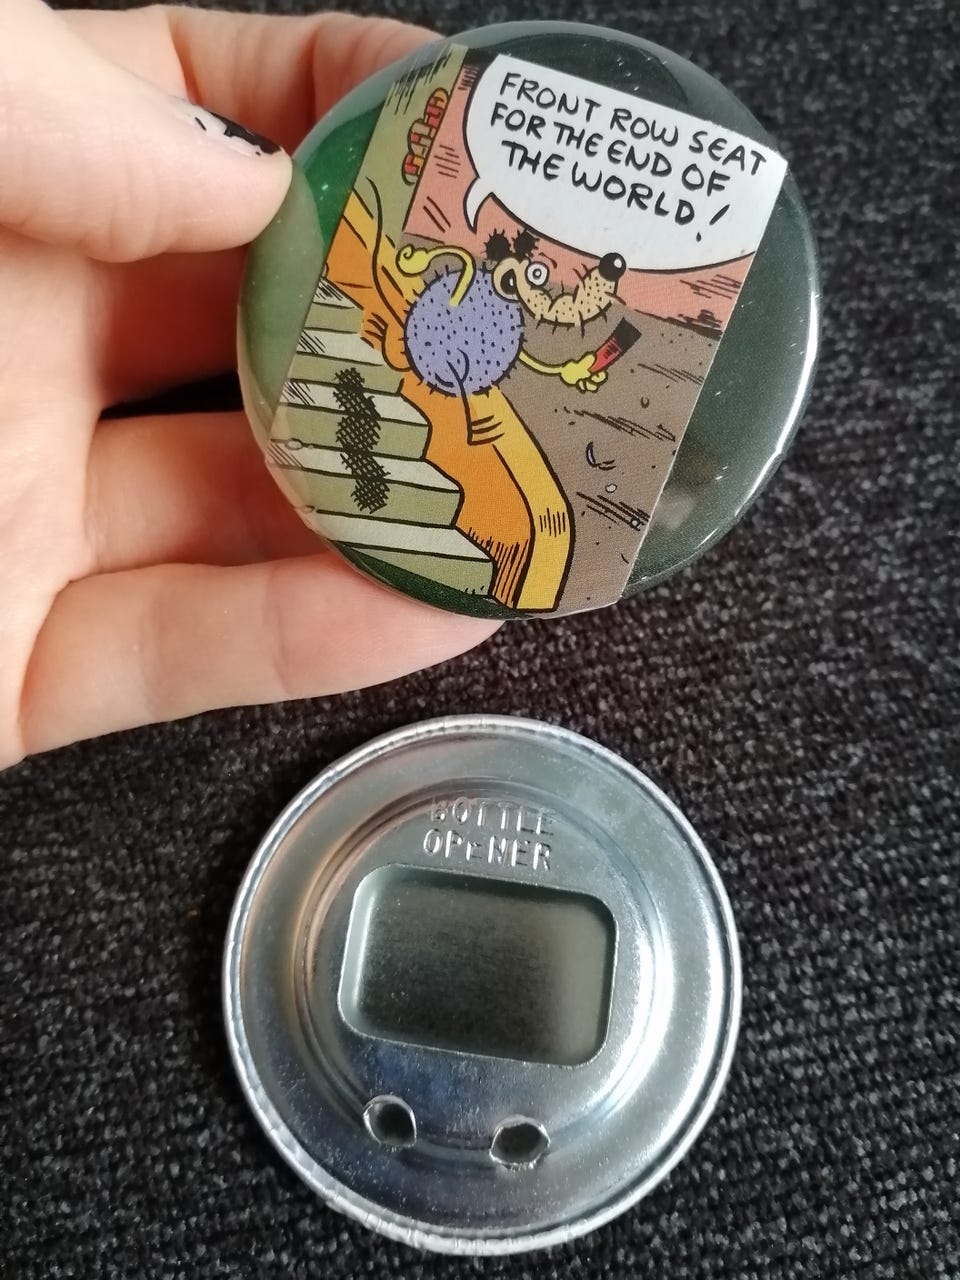 FRONT ROW SEAT
FOR THE END OF
THE WORLD!
BOTTLE
OPENER